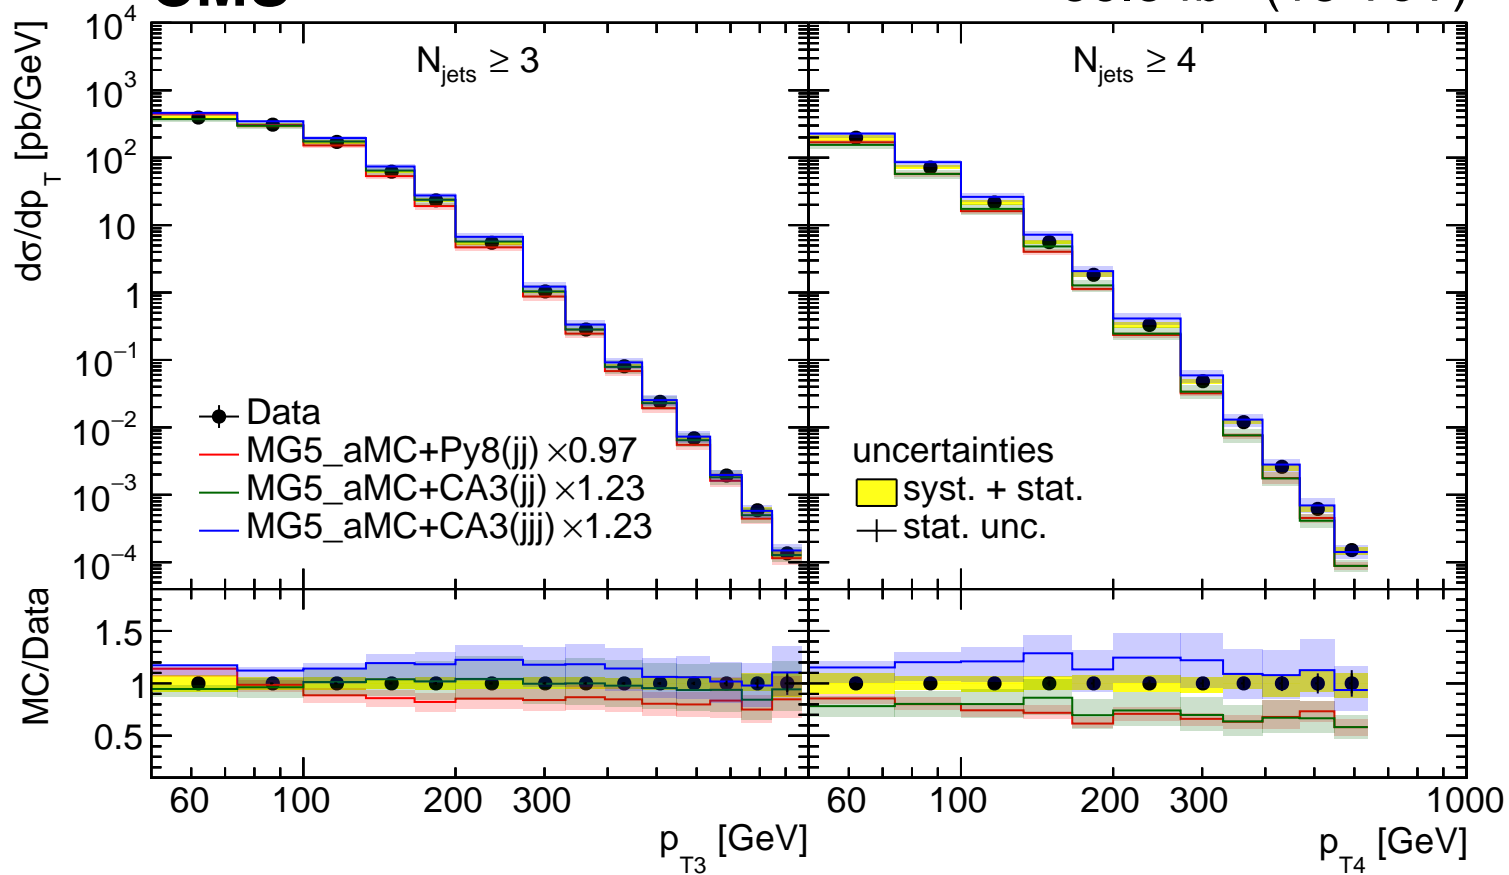 N_jets ≥ 3
N_jets ≥ 4
dσ/dp_T [pb/GeV]
10^4
10^3
10^2
10
1
10^−1
10^−2
10^−3
10^−4
Data
MG5_aMC+Py8(jj) ×0.97
MG5_aMC+CA3(jj) ×1.23
MG5_aMC+CA3(jjj) ×1.23
uncertainties
syst. + stat.
stat. unc.
MC/Data
1.5
1
0.5
60 100 200 300 60 100 200 300 1000
p_T3 [GeV]
p_T4 [GeV]